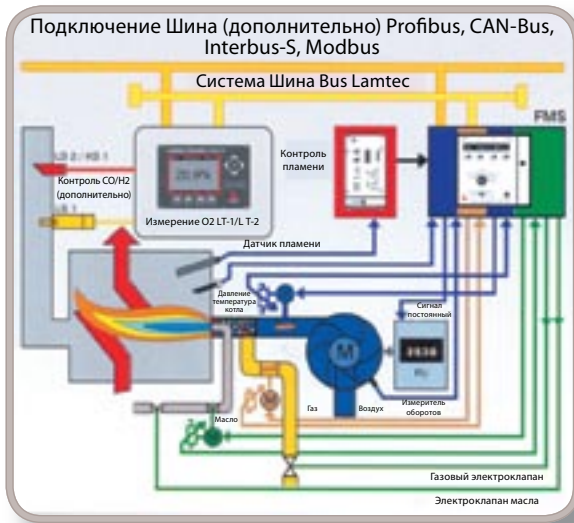 Подключение Шина (дополнительно) Profibus, CAN-Bus,
Interbus-S, Modbus
Система Шина Bus Lamtec
FMS
Контроль CO/H2
(дополнительно)
Измерение O2 LT-1/L T-2
Контроль
пламени
Датчик пламени
Давление
температура
котла
Сигнал
постоянный
M
M
Масло
Газ
Воздух
Измеритель
оборотов
Газовый электроклапан
Электроклапан масла